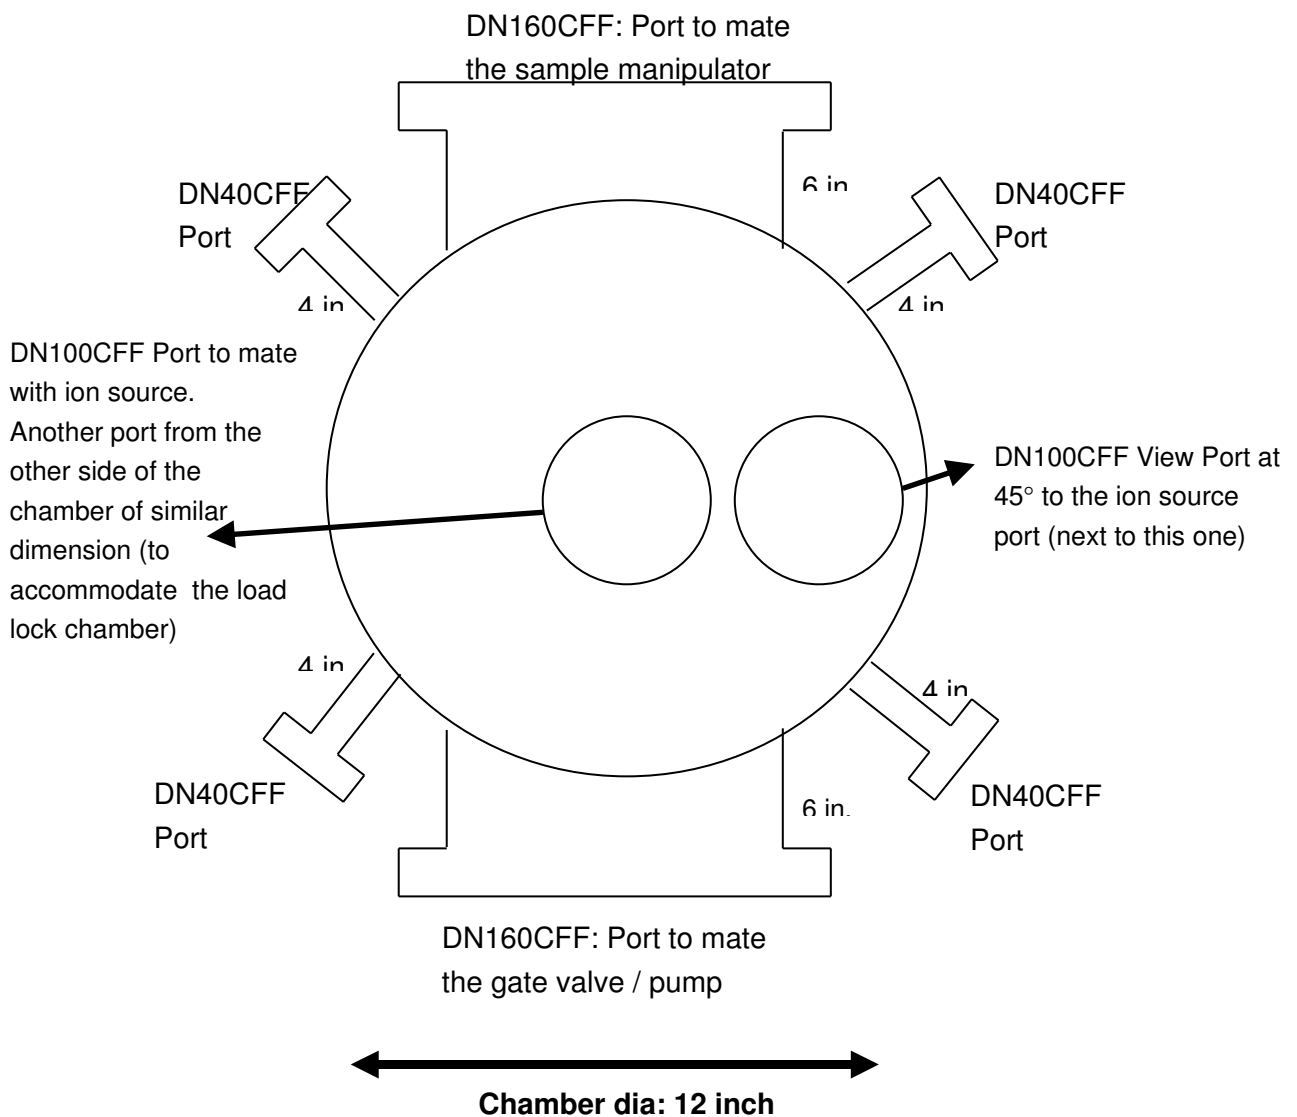 DN160CFF: Port to mate
the sample manipulator
6 in
DN40CFF
Port
DN40CFF
Port
4 in
4 in
DN100CFF Port to mate
with ion source.
Another port from the
other side of the
chamber of similar
dimension (to
accommodate the load
lock chamber)
DN100CFF View Port at
45° to the ion source
port (next to this one)
4 in
4 in
DN40CFF
Port
6 in.
DN40CFF
Port
DN160CFF: Port to mate
the gate valve / pump
Chamber dia: 12 inch